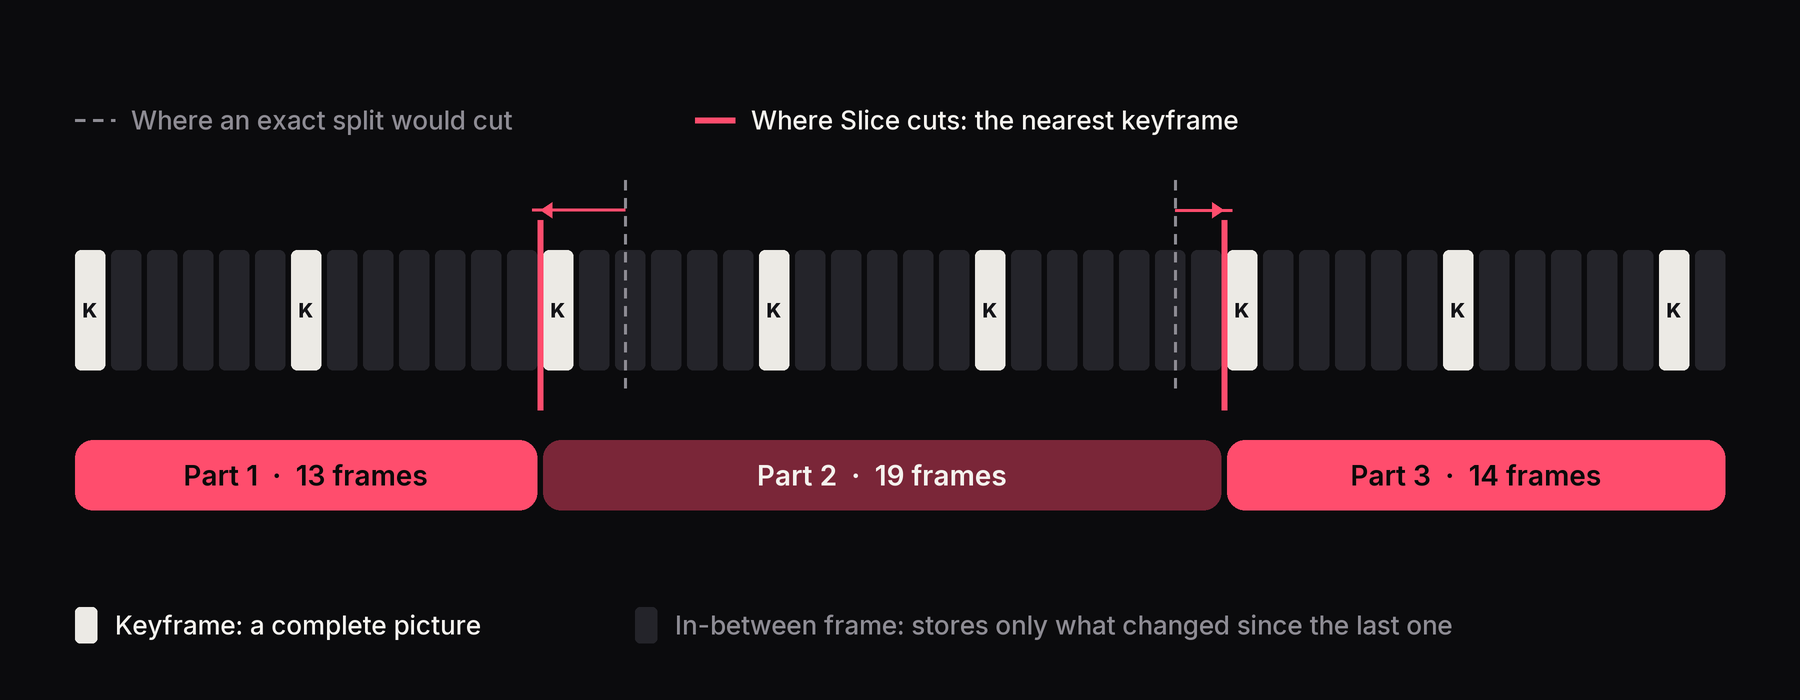 Where an exact split would cut
Where Slice cuts: the nearest keyframe
K K K K K K K K
Part 1 · 13 frames
Part 2 · 19 frames
Part 3 · 14 frames
Keyframe: a complete picture
In-between frame: stores only what changed since the last one